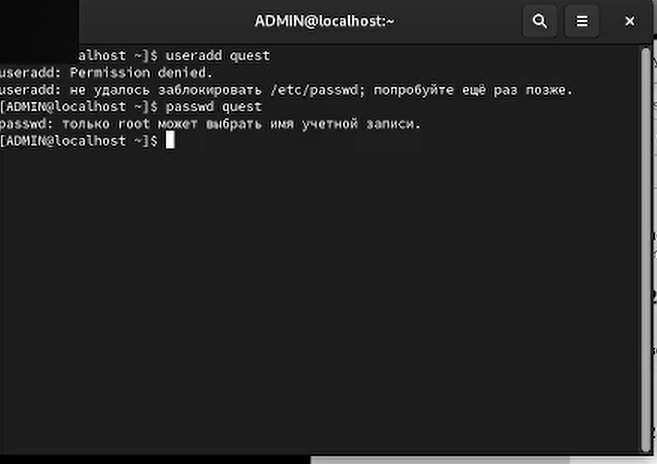 ADMIN@localhost:~
alhost ~]$ useradd quest
useradd: Permission denied.
useradd: не удалось заблокировать /etc/passwd; попробуйте ещё раз позже.
[ADMIN@localhost ~]$ passwd quest
passwd: только root может выбрать имя учетной записи.
[ADMIN@localhost ~]$